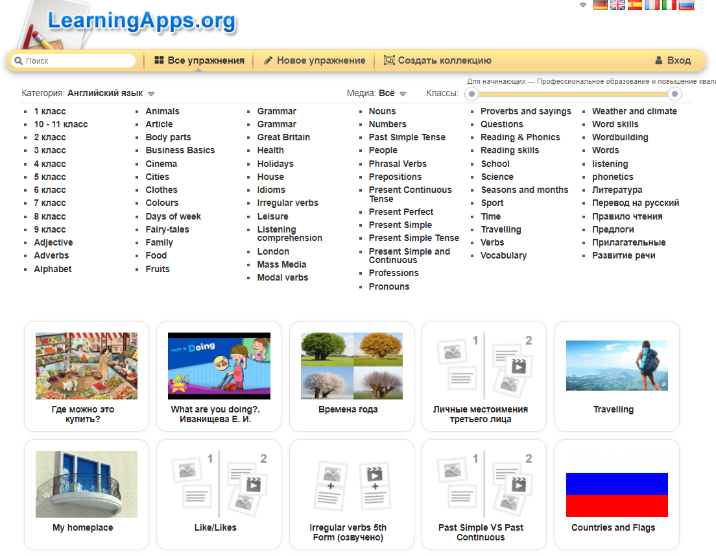 LearningApps.org
Поиск
Все упражнения
Новое упражнение
Создать коллекцию
Вход
Для начинающих — Профессиональное образование и повышение квали
Категория: Английский язык
Медиа: Всё
Классы:
1 класс
10 - 11 класс
2 класс
3 класс
4 класс
5 класс
6 класс
7 класс
8 класс
9 класс
Adjective
Adverbs
Alphabet
Animals
Article
Body parts
Business Basics
Cinema
Cities
Clothes
Colours
Days of week
Fairy-tales
Family
Food
Fruits
Grammar
Grammar
Great Britain
Health
Holidays
House
Idioms
Irregular verbs
Leisure
Listening
comprehension
London
Mass Media
Modal verbs
Nouns
Numbers
Past Simple Tense
People
Phrasal Verbs
Prepositions
Present Continuous
Tense
Present Perfect
Present Simple
Present Simple Tense
Present Simple and
Continuous
Professions
Pronouns
Proverbs and sayings
Questions
Reading & Phonics
Reading skills
School
Science
Seasons and months
Sport
Time
Travelling
Verbs
Vocabulary
Weather and climate
Word skills
Wordbuilding
Words
listening
phonetics
Литература
Перевод на русский
Правило чтения
Предлоги
Прилагательные
Развитие речи
Doing
1 2
Где можно это
купить?
What are you doing?.
Иванищева Е. И.
Времена года
Личные местоимения
третьего лица
Travelling
1 2
1 2
My homeplace
Like/Likes
Irregular verbs 5th
Form (озвучено)
Past Simple VS Past
Continuous
Countries and Flags